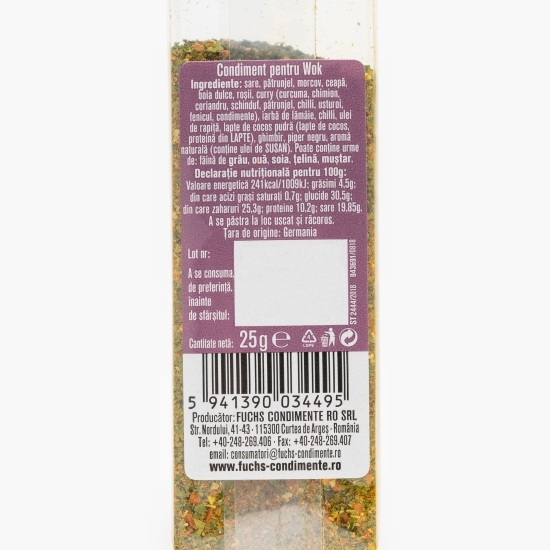 Condiment pentru Wok
Ingrediente: sare, pătrunjel, morcov, ceapă,
boia dulce, roșii, curry (curcuma, chimion,
coriandru, schinduf, pătrunjel, chilli, usturoi,
fenicul, condimente), iarbă de lămâie, chilli, ulei
de rapiță, lapte de cocos pudră (lapte de cocos,
proteină din LAPTE), ghimbir, piper negru, aromă
naturală (conține ulei de SUSAN). Poate conține urme
de: făină de grâu, ouă, soia, țelină, muștar.
Declarație nutrițională pentru 100g:
Valoare energetică 241kcal/1009kJ; grăsimi 4,5g;
din care acizi grași saturati 0.7g; glucide 30.5g;
din care zaharuri 25.3g; proteine 10.2g; sare 19.85g.
A se păstra la loc uscat și răcoros.
Țara de origine: Germania
Lot nr:
A se consuma,
de preferință,
înainte
de sfârșitul:
ST 2444/2018 943691/0818
Cantitate netă: 25 g ℮
LDPE
5 941390 034495
Producător: FUCHS CONDIMENTE RO SRL
Str. Nordului, 41-43 · 115300 Curtea de Argeș · România
Tel: +40-248-269.406 · Fax: +40-248-269.407
email: consumatori@fuchs-condimente.ro
www.fuchs-condimente.ro